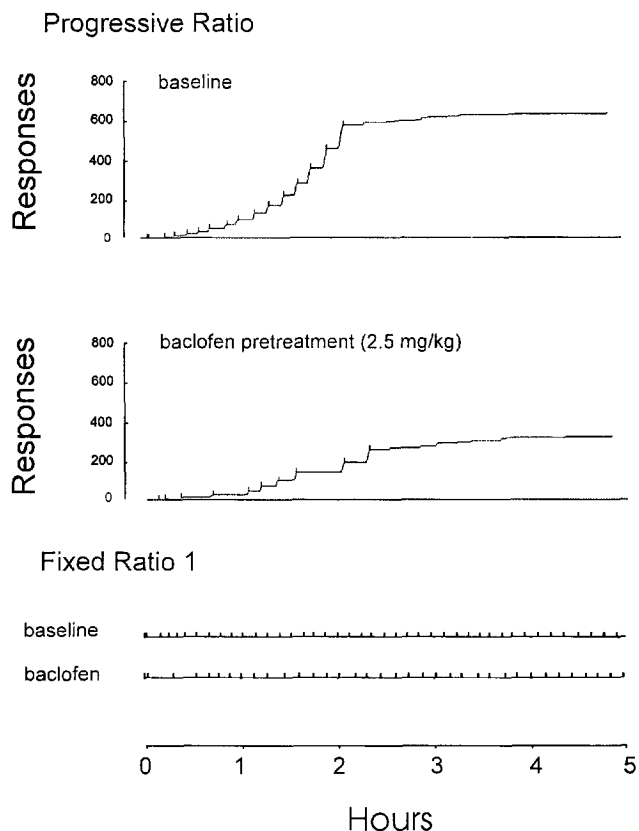 Progressive Ratio
Responses
800
600
400
200
0
baseline
Responses
800
600
400
200
0
baclofen pretreatment (2.5 mg/kg)
Fixed Ratio 1
baseline
baclofen
0 1 2 3 4 5
Hours